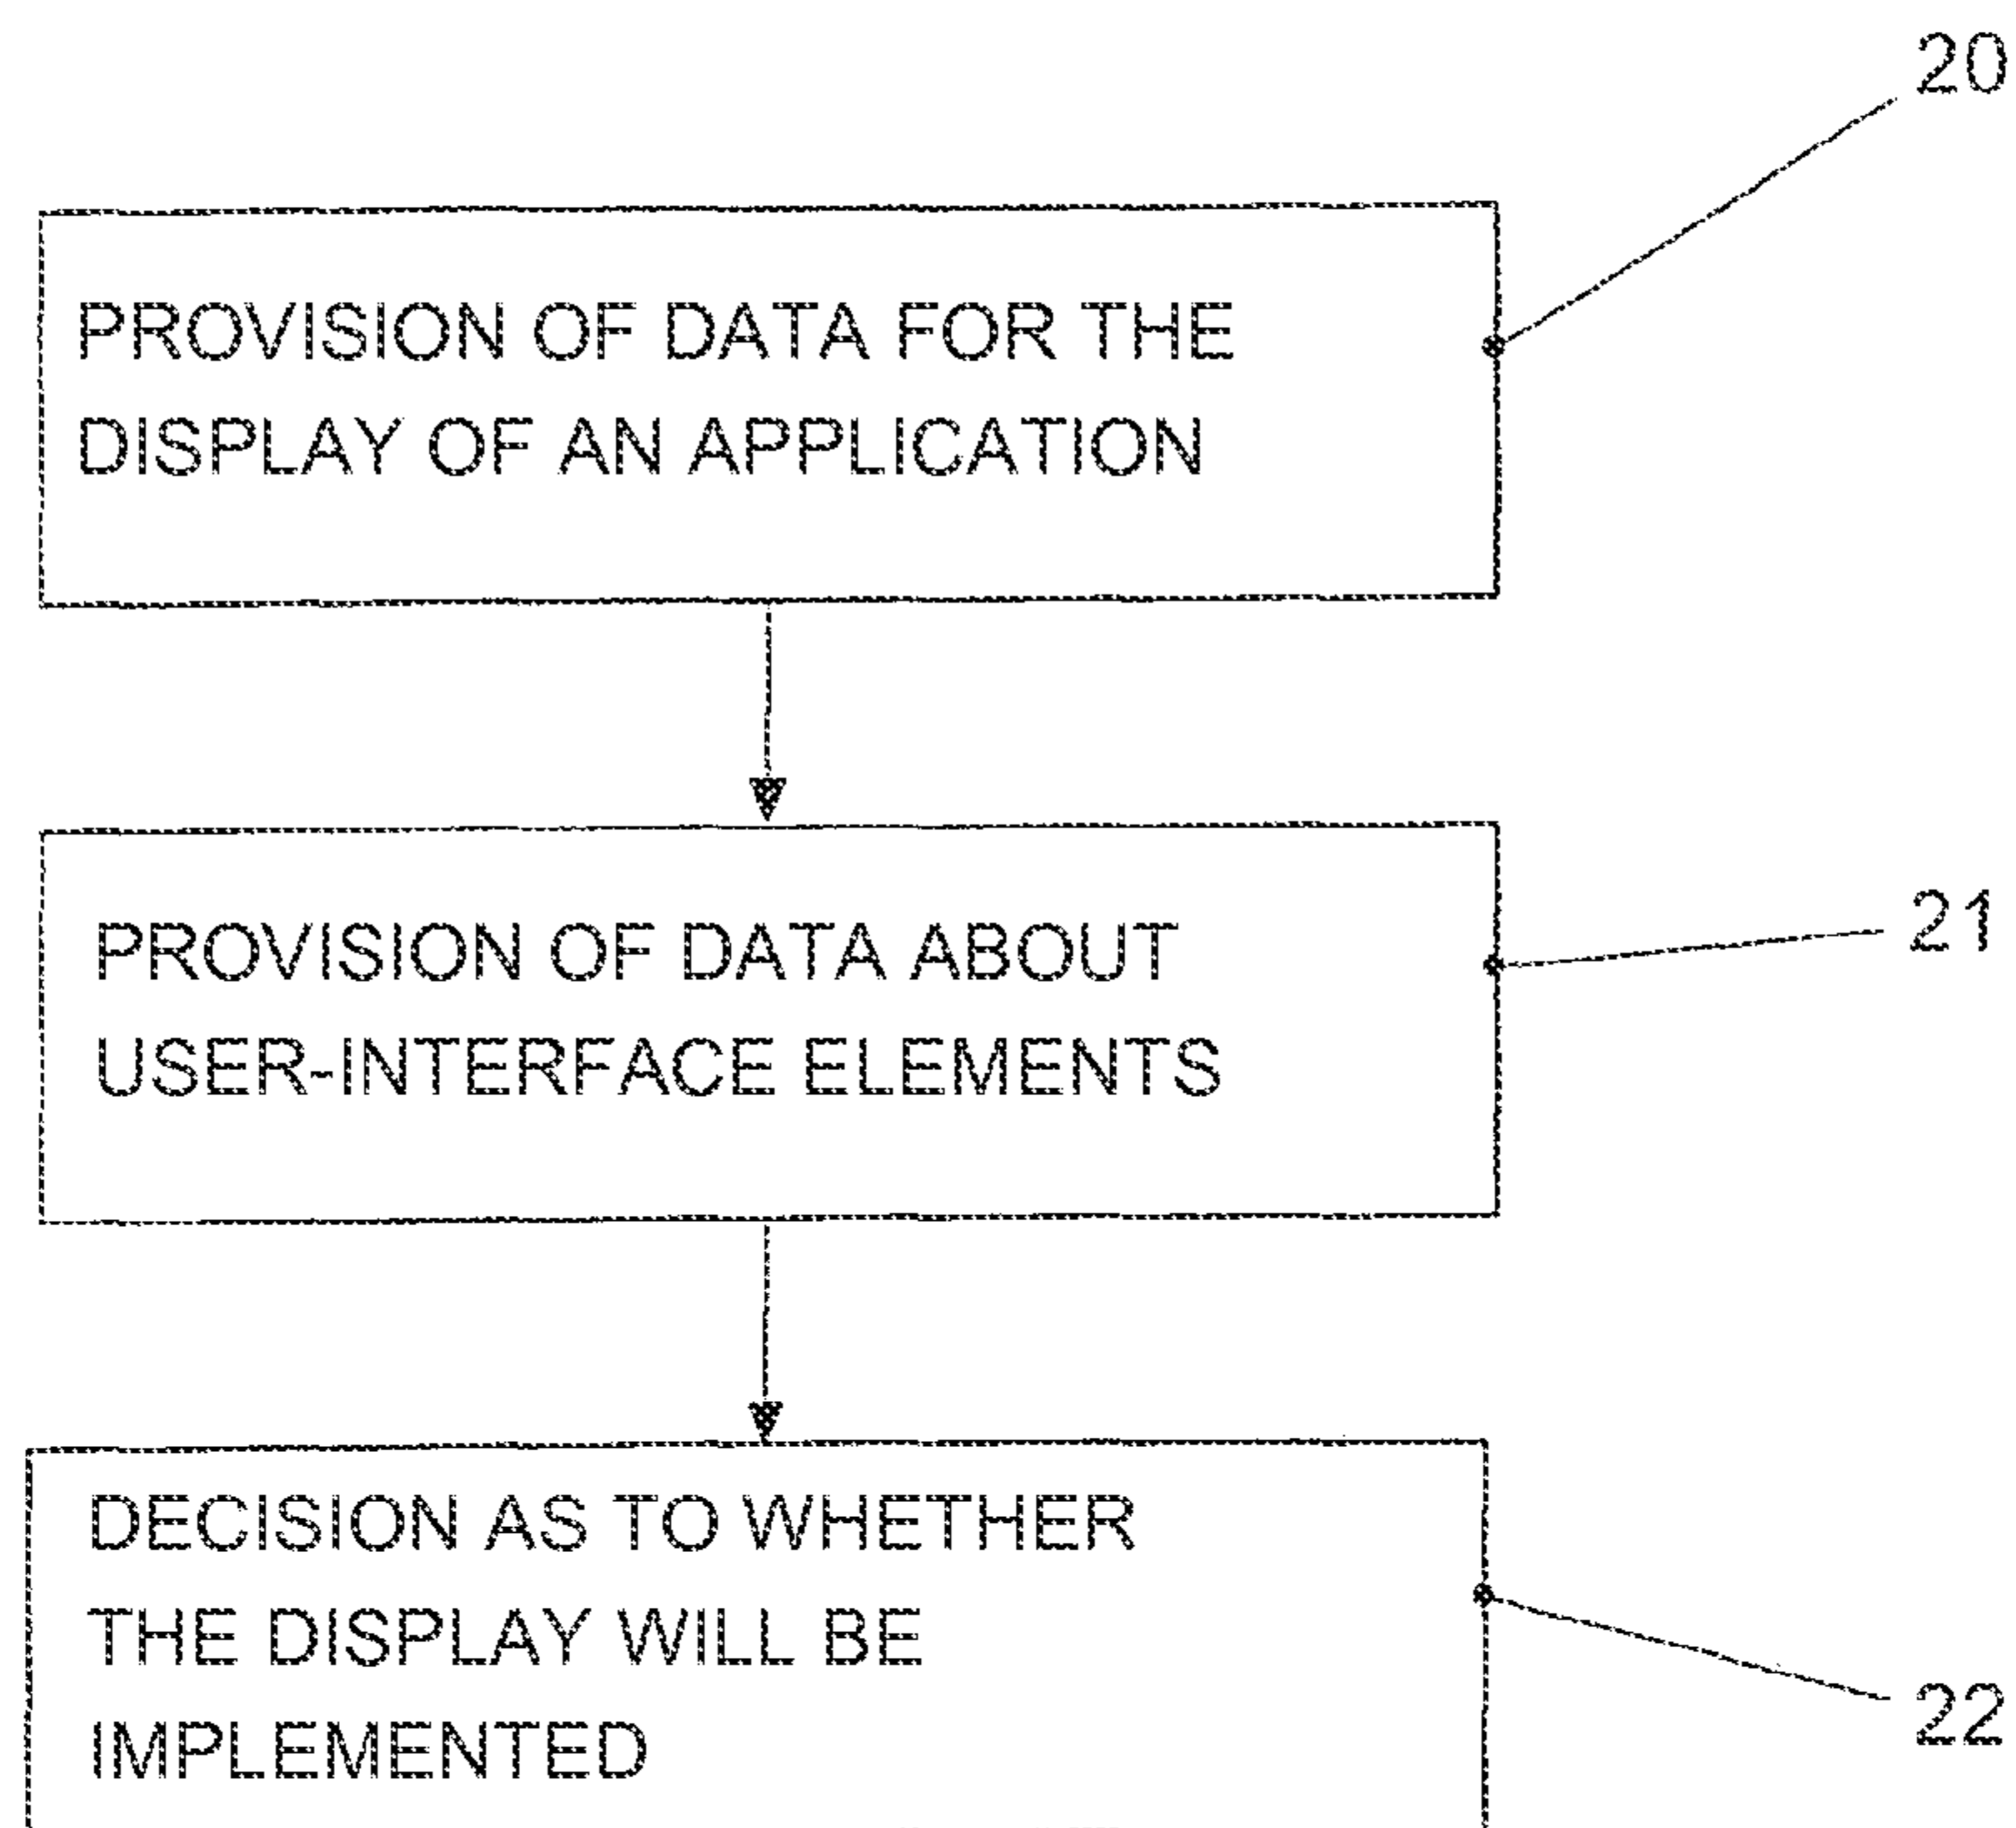 20
PROVISION OF DATA FOR THE
DISPLAY OF AN APPLICATION
PROVISION OF DATA ABOUT
USER-INTERFACE ELEMENTS
21
DECISION AS TO WHETHER
THE DISPLAY WILL BE
IMPLEMENTED
22